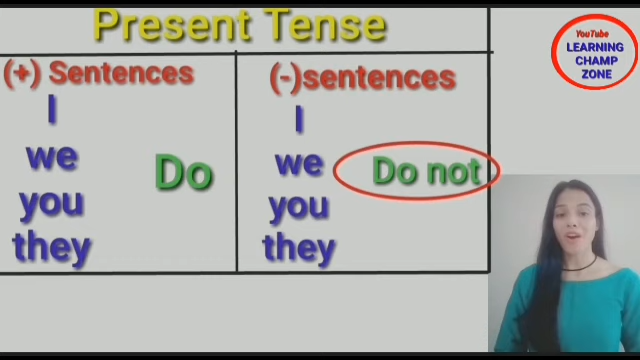 Present Tense
(+) Sentences
I
we
you
they
Do
(-)sentences
I
we
you
they
Do not
YouTube
LEARNING
CHAMP
ZONE